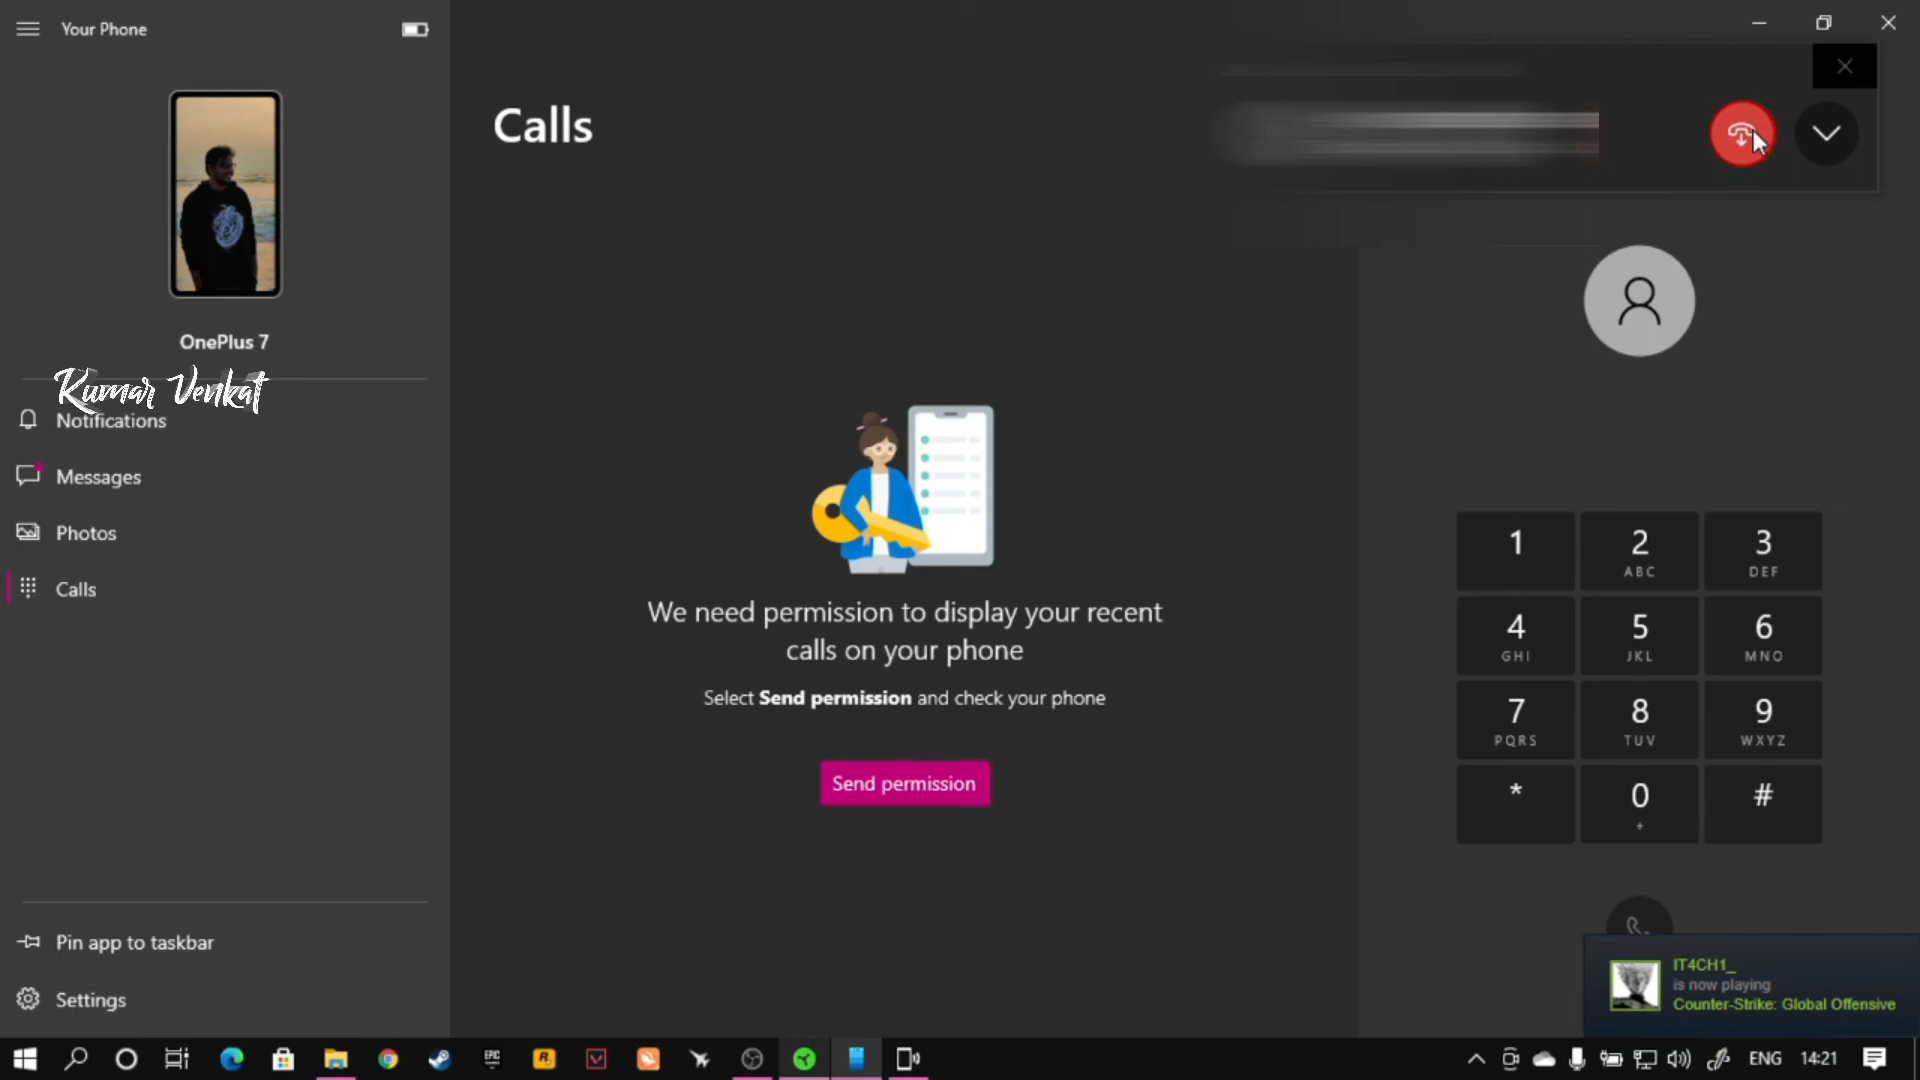 Your Phone
Calls
OnePlus 7
Kumar Venkat
Notifications
Messages
Photos
Calls
We need permission to display your recent
calls on your phone
Select Send permission and check your phone
Send permission
1
2
3
ABC
DEF
4
5
6
GHI
JKL
MNO
7
8
9
PQRS
TUV
WXYZ
*
0
#
+
Pin app to taskbar
Settings
IT4CH1_
is now playing
Counter-Strike: Global Offensive
EPIC
R
ENG
14:21